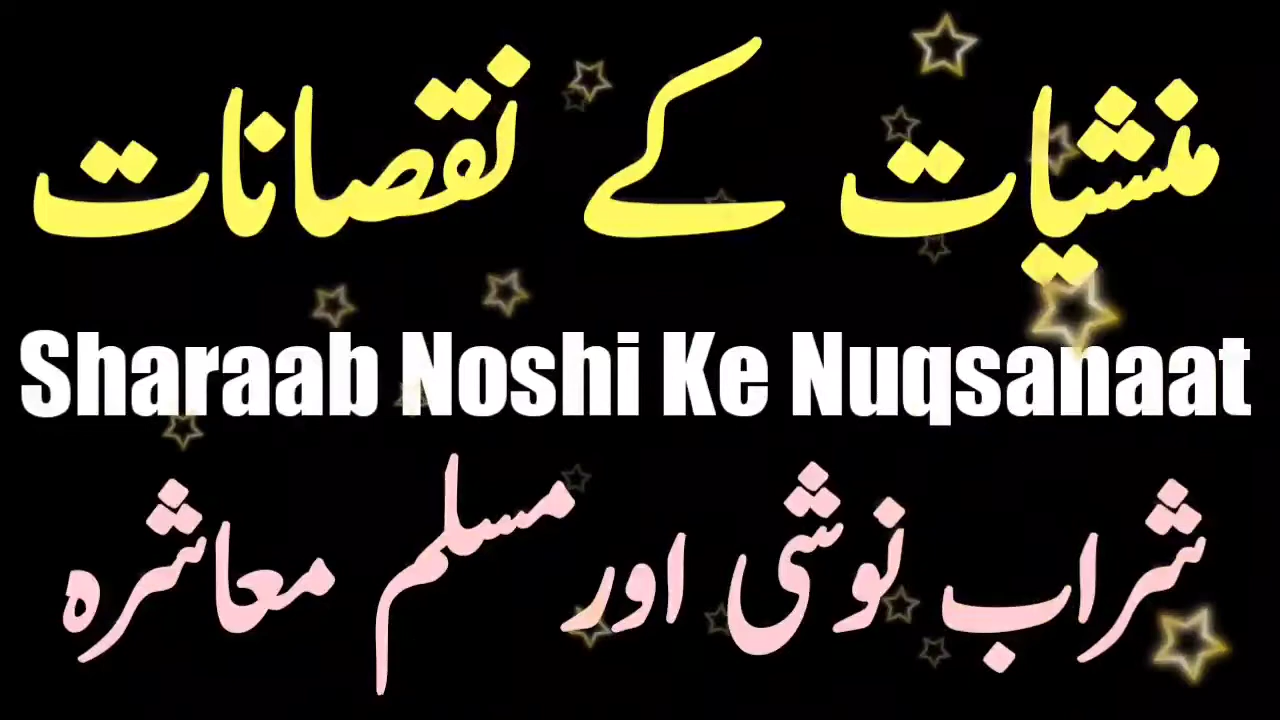 منشیات کے نقصانات
Sharaab Noshi Ke Nuqsanaat
شراب نوشی اور مسلم معاشرہ